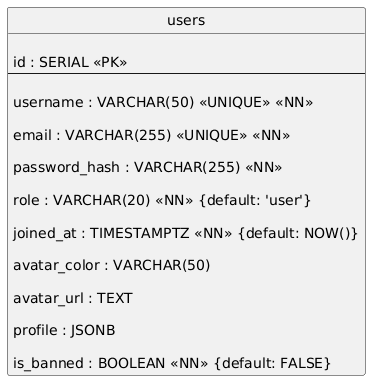 users
id : SERIAL «PK»
username : VARCHAR(50) «UNIQUE» «NN»
email : VARCHAR(255) «UNIQUE» «NN»
password_hash : VARCHAR(255) «NN»
role : VARCHAR(20) «NN» {default: 'user'}
joined_at : TIMESTAMPTZ «NN» {default: NOW()}
avatar_color : VARCHAR(50)
avatar_url : TEXT
profile : JSONB
is_banned : BOOLEAN «NN» {default: FALSE}